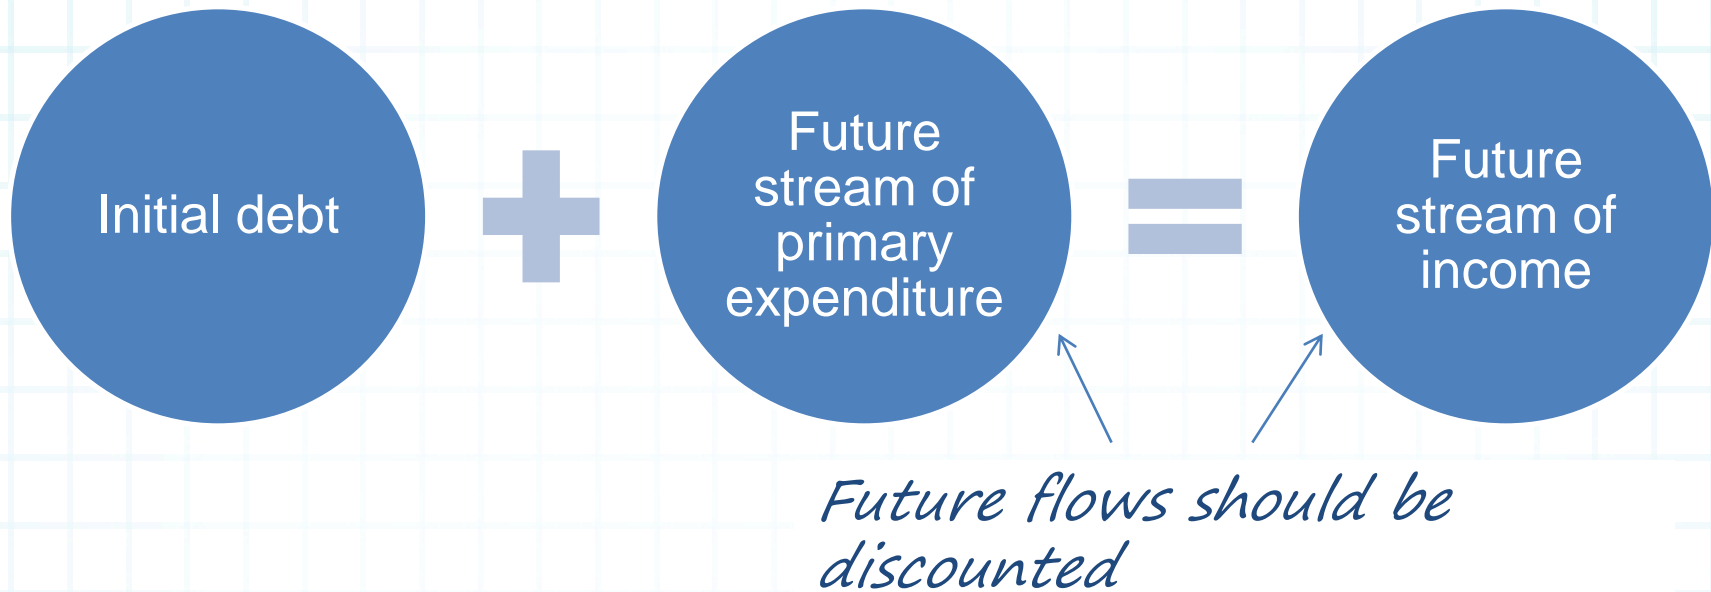 Initial debt
Future
stream of
primary
expenditure
Future
stream of
income
Future flows should be
discounted